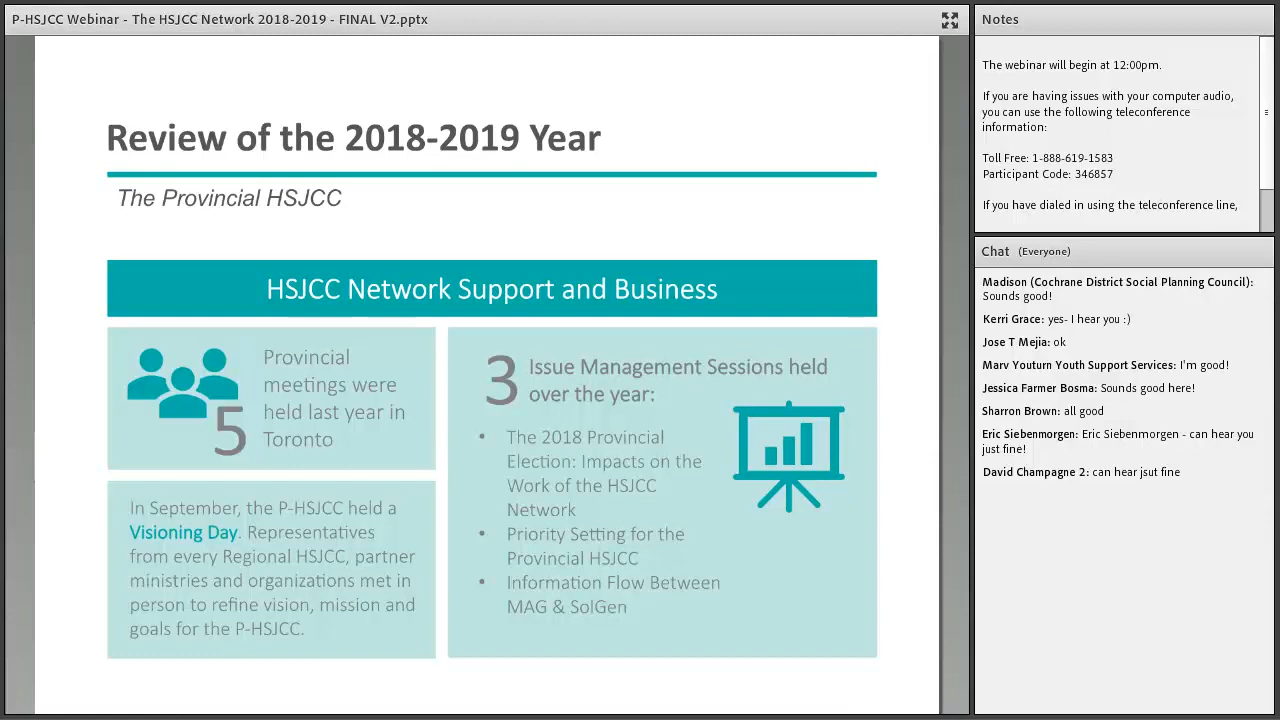 P-HSJCC Webinar - The HSJCC Network 2018-2019 - FINAL V2.pptx
Review of the 2018-2019 Year
The Provincial HSJCC
HSJCC Network Support and Business
5
Provincial
meetings were
held last year in
Toronto
In September, the P-HSJCC held a
Visioning Day. Representatives
from every Regional HSJCC, partner
ministries and organizations met in
person to refine vision, mission and
goals for the P-HSJCC.
3
Issue Management Sessions held
over the year:
• The 2018 Provincial
Election: Impacts on the
Work of the HSJCC
Network
• Priority Setting for the
Provincial HSJCC
• Information Flow Between
MAG & SolGen
Notes
The webinar will begin at 12:00pm.
If you are having issues with your computer audio,
you can use the following teleconference
information:
Toll Free: 1-888-619-1583
Participant Code: 346857
If you have dialed in using the teleconference line,
Chat (Everyone)
Madison (Cochrane District Social Planning Council):
Sounds good!
Kerri Grace: yes- I hear you :)
Jose T Mejia: ok
Marv Youturn Youth Support Services: I'm good!
Jessica Farmer Bosma: Sounds good here!
Sharron Brown: all good
Eric Siebenmorgen: Eric Siebenmorgen - can hear you
just fine!
David Champagne 2: can hear jsut fine